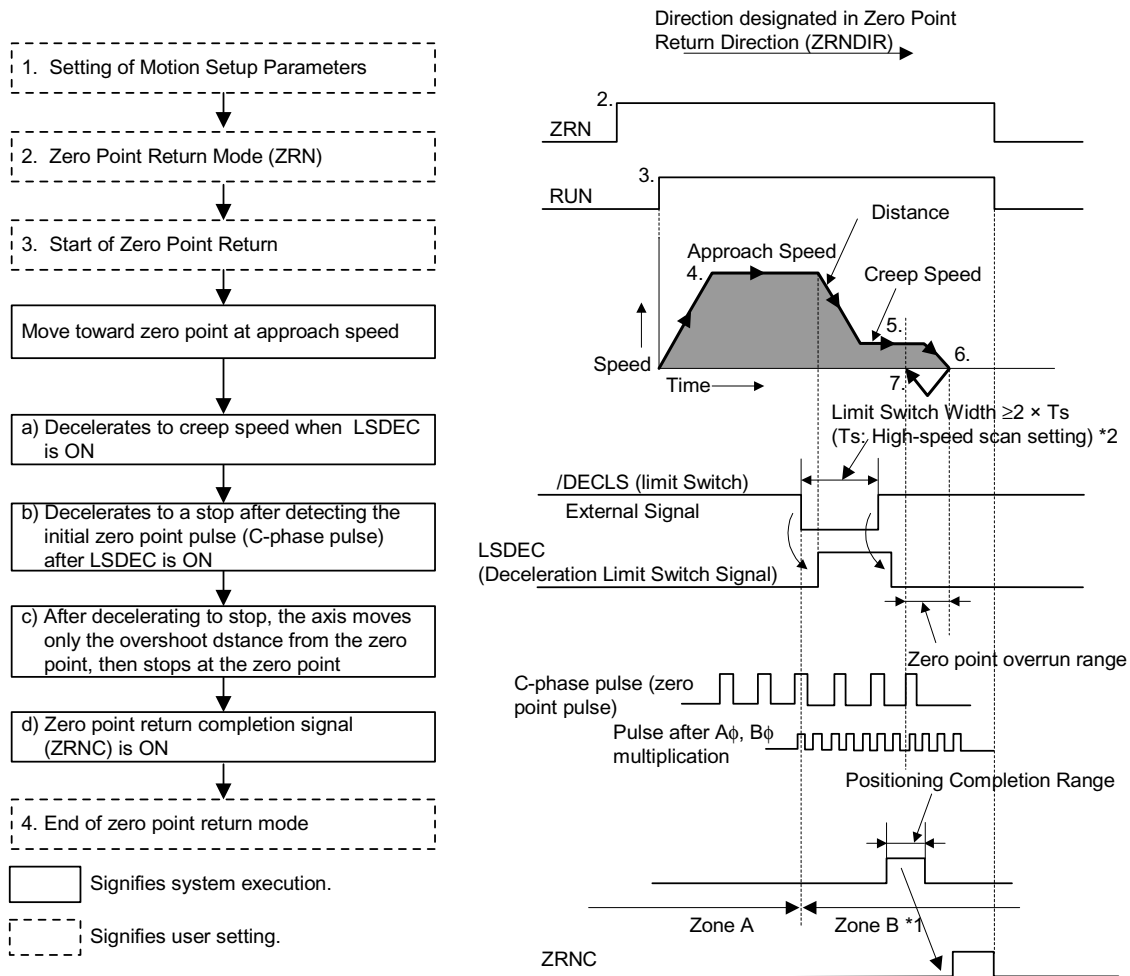 1. Setting of Motion Setup Parameters
2. Zero Point Return Mode (ZRN)
3. Start of Zero Point Return
Move toward zero point at approach speed
a) Decelerates to creep speed when LSDEC
is ON
b) Decelerates to a stop after detecting the
initial zero point pulse (C-phase pulse)
after LSDEC is ON
c) After decelerating to stop, the axis moves
only the overshoot dstance from the zero
point, then stops at the zero point
d) Zero point return completion signal
(ZRNC) is ON
4. End of zero point return mode
Signifies system execution.
Signifies user setting.
Direction designated in Zero Point
Return Direction (ZRNDIR)
2.
ZRN
3.
RUN
Distance
Approach Speed
4.
Creep Speed
5.
6.
Speed
7.
Time
Limit Switch Width ≥2 × Ts
(Ts: High-speed scan setting) *2
/DECLS (limit Switch)
External Signal
LSDEC
(Deceleration Limit Switch Signal)
Zero point overrun range
C-phase pulse (zero
point pulse)
Pulse after Aϕ, Bϕ
multiplication
Positioning Completion Range
Zone A
Zone B *1
ZRNC